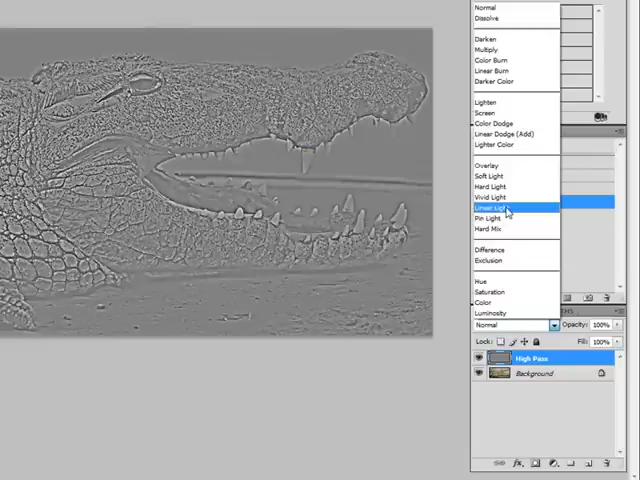 Normal
Dissolve
Darken
Multiply
Color Burn
Linear Burn
Darker Color
Lighten
Screen
Color Dodge
Linear Dodge (Add)
Lighter Color
Overlay
Soft Light
Hard Light
Vivid Light
Linear Light
Pin Light
Hard Mix
Difference
Exclusion
Hue
Saturation
Color
Luminosity
Normal Opacity: 100%
Lock: Fill: 100%
High Pass
Background